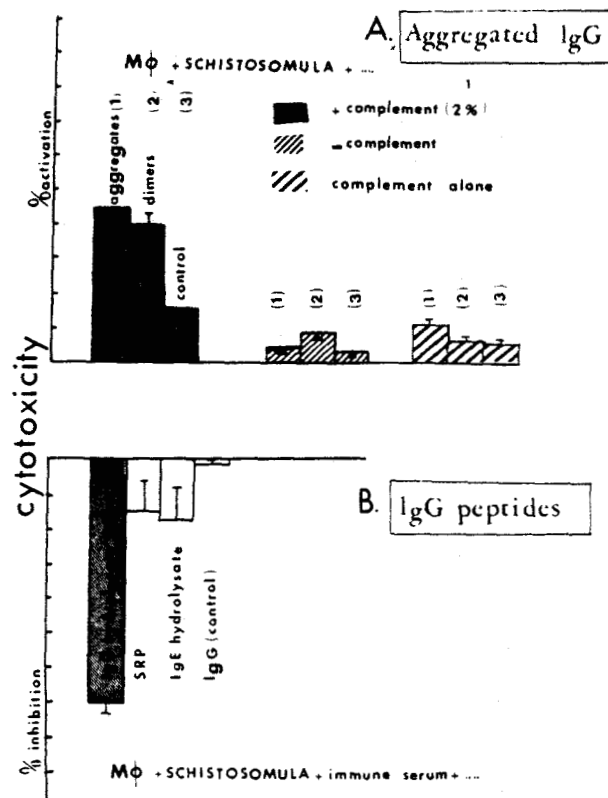 A. Aggregated IgG
Mϕ + SCHISTOSOMULA + ....
aggregates (1)
dimers (2)
control (3)
+ complement (2%)
- complement
complement alone
(1) (2) (3)
(1) (2) (3)
% activation
cytotoxicity
B. IgG peptides
SRP
IgE hydrolysate
IgG (control)
% inhibition
Mϕ + SCHISTOSOMULA + immune serum + ....